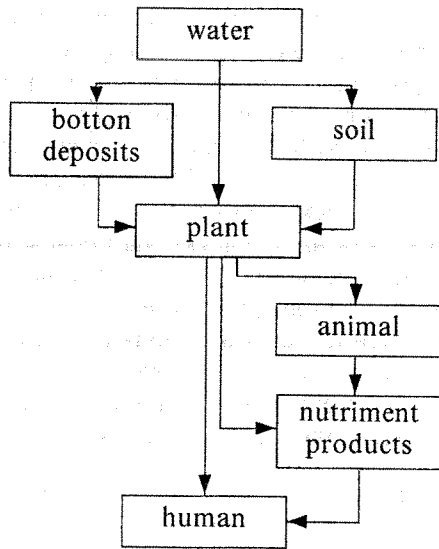 water
botton
deposits
soil
plant
animal
nutriment
products
human